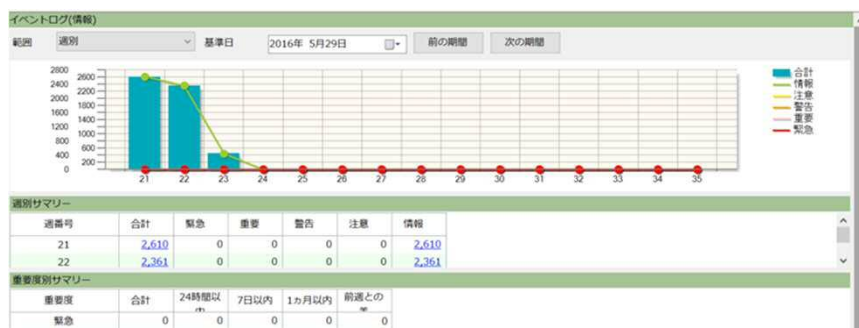 イベントログ(情報)
範囲 週別 基準日 2016年 5月29日 前の期間 次の期間
2800
2600
2400
2200
2000
1800
1600
1400
1200
1000
800
600
400
200
0
21 22 23 24 25 26 27 28 29 30 31 32 33 34 35
合計
情報
注意
警告
重要
緊急
週別サマリー
週番号 合計 緊急 重要 警告 注意 情報
21 2,610 0 0 0 0 2,610
22 2,361 0 0 0 0 2,361
重要度別サマリー
重要度 合計 24時間以 7日以内 1ヵ月以内 前週との
緊急 0 0 0 0 0